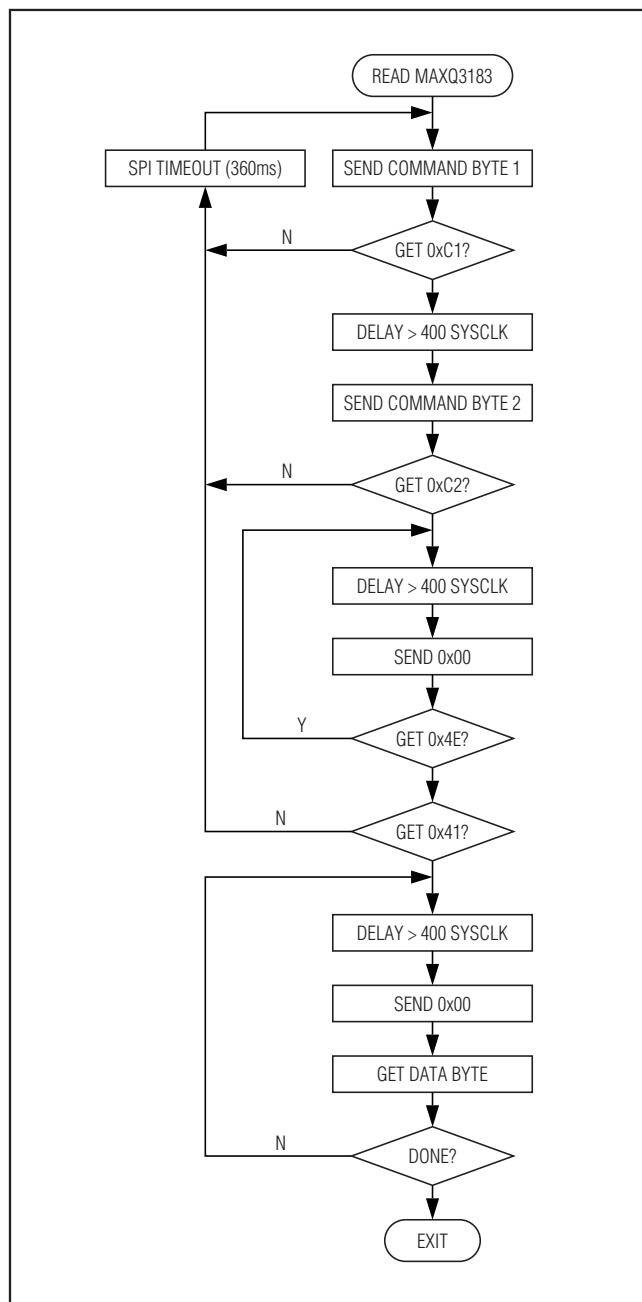 READ MAXQ3183
SPI TIMEOUT (360ms)
SEND COMMAND BYTE 1
N
GET 0xC1?
DELAY > 400 SYSCLK
SEND COMMAND BYTE 2
N
GET 0xC2?
DELAY > 400 SYSCLK
SEND 0x00
Y
GET 0x4E?
N
GET 0x41?
DELAY > 400 SYSCLK
SEND 0x00
GET DATA BYTE
N
DONE?
EXIT